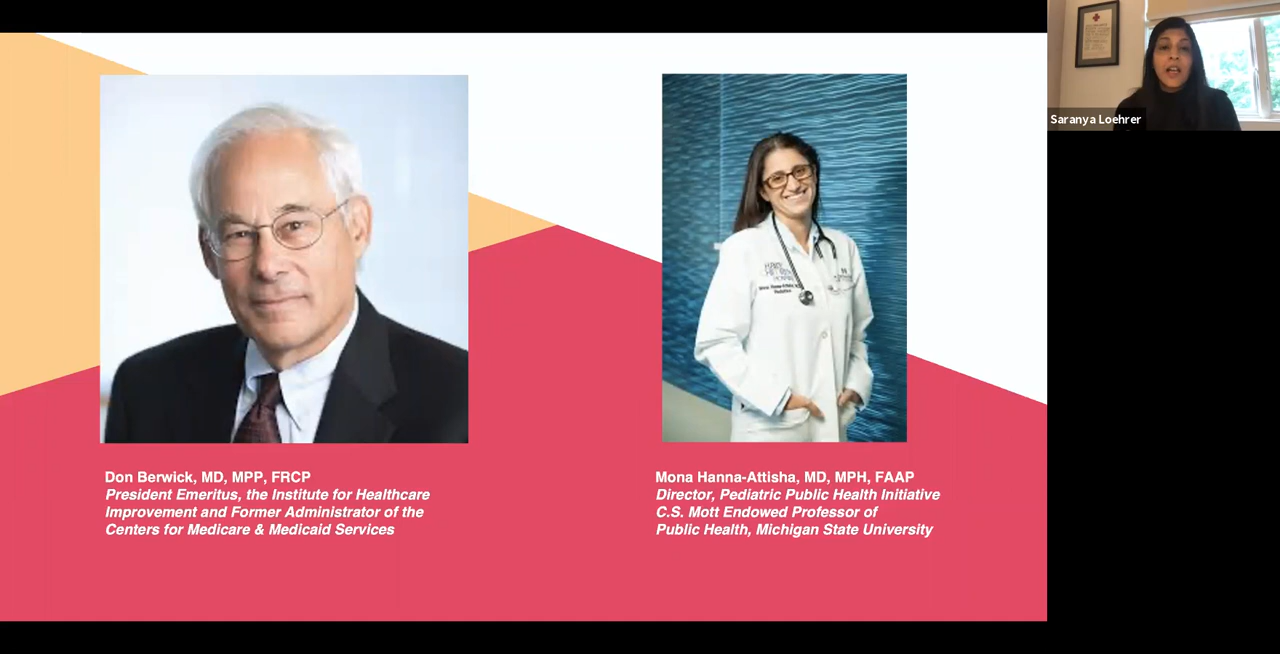 Saranya Loehrer
Don Berwick, MD, MPP, FRCP
President Emeritus, the Institute for Healthcare
Improvement and Former Administrator of the
Centers for Medicare & Medicaid Services
Mona Hanna-Attisha, MD, MPH, FAAP
Director, Pediatric Public Health Initiative
C.S. Mott Endowed Professor of
Public Health, Michigan State University